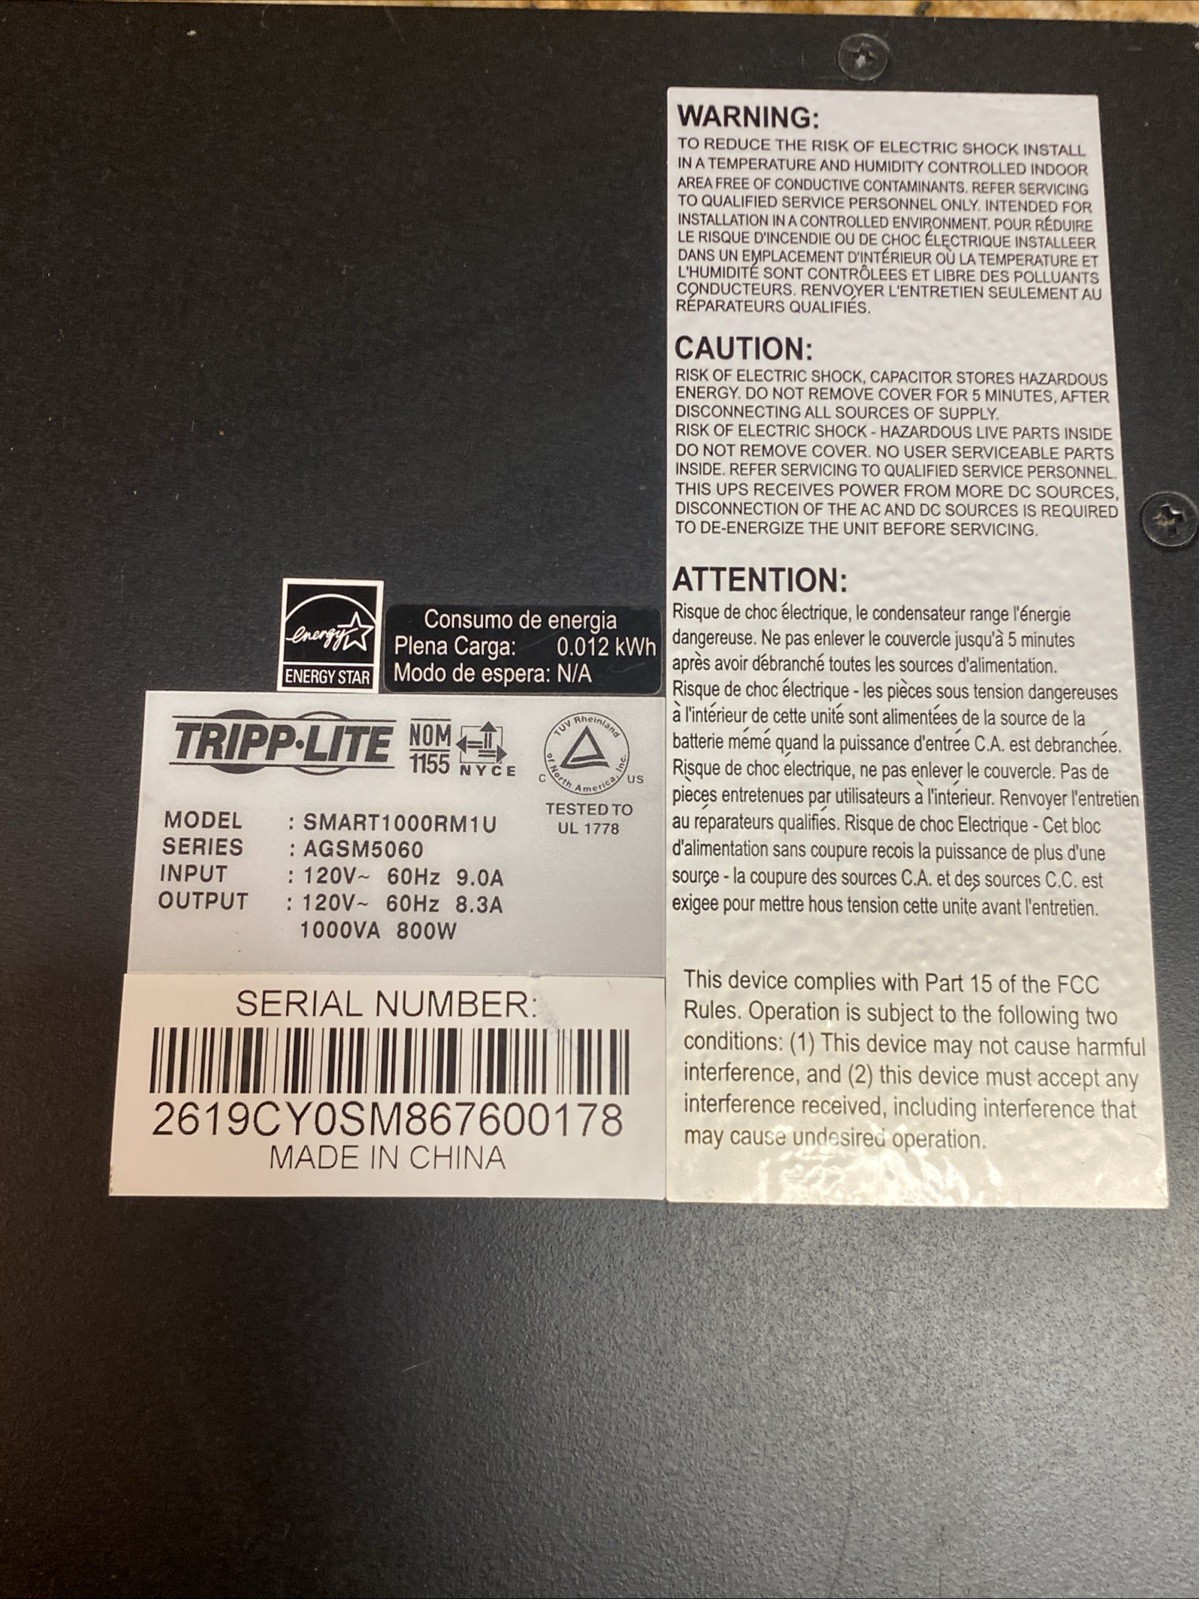 WARNING:
TO REDUCE THE RISK OF ELECTRIC SHOCK INSTALL
IN A TEMPERATURE AND HUMIDITY CONTROLLED INDOOR
AREA FREE OF CONDUCTIVE CONTAMINANTS. REFER SERVICING
TO QUALIFIED SERVICE PERSONNEL ONLY. INTENDED FOR
INSTALLATION IN A CONTROLLED ENVIRONMENT. POUR RÉDUIRE
LE RISQUE D'INCENDIE OU DE CHOC ÉLECTRIQUE INSTALLEER
DANS UN EMPLACEMENT D'INTÉRIEUR OÙ LA TEMPERATURE ET
L'HUMIDITÉ SONT CONTRÔLEES ET LIBRE DES POLLUANTS
CONDUCTEURS. RENVOYER L'ENTRETIEN SEULEMENT AU
RÉPARATEURS QUALIFIÉS.
CAUTION:
RISK OF ELECTRIC SHOCK, CAPACITOR STORES HAZARDOUS
ENERGY. DO NOT REMOVE COVER FOR 5 MINUTES, AFTER
DISCONNECTING ALL SOURCES OF SUPPLY.
RISK OF ELECTRIC SHOCK - HAZARDOUS LIVE PARTS INSIDE
DO NOT REMOVE COVER. NO USER SERVICEABLE PARTS
INSIDE. REFER SERVICING TO QUALIFIED SERVICE PERSONNEL.
THIS UPS RECEIVES POWER FROM MORE DC SOURCES,
DISCONNECTION OF THE AC AND DC SOURCES IS REQUIRED
TO DE-ENERGIZE THE UNIT BEFORE SERVICING.
ATTENTION:
Risque de choc électrique, le condensateur range l'énergie
dangereuse. Ne pas enlever le couvercle jusqu'à 5 minutes
après avoir débranché toutes les sources d'alimentation.
Risque de choc électrique - les pièces sous tension dangereuses
à l'intérieur de cette unité sont alimentées de la source de la
batterie mémé quand la puissance d'entrée C.A. est debranchée.
Risque de choc électrique, ne pas enlever le couvercle. Pas de
pieces entretenues par utilisateurs à l'intérieur. Renvoyer l'entretien
au réparateurs qualifiés. Risque de choc Electrique - Cet bloc
d'alimentation sans coupure recois la puissance de plus d'une
sourçe - la coupure des sources C.A. et des sources C.C. est
exigee pour mettre hous tension cette unité avant l'entretien.
This device complies with Part 15 of the FCC
Rules. Operation is subject to the following two
conditions: (1) This device may not cause harmful
interference, and (2) this device must accept any
interference received, including interference that
may cause undesired operation.
energy
ENERGY STAR
Consumo de energia
Plena Carga: 0.012 kWh
Modo de espera: N/A
TRIPP·LITE
NOM
1155 NYCE
TÜV Rheinland
of North America, Inc.
C US
TESTED TO
UL 1778
MODEL : SMART1000RM1U
SERIES : AGSM5060
INPUT : 120V~ 60Hz 9.0A
OUTPUT : 120V~ 60Hz 8.3A
1000VA 800W
SERIAL NUMBER:
2619CY0SM867600178
MADE IN CHINA